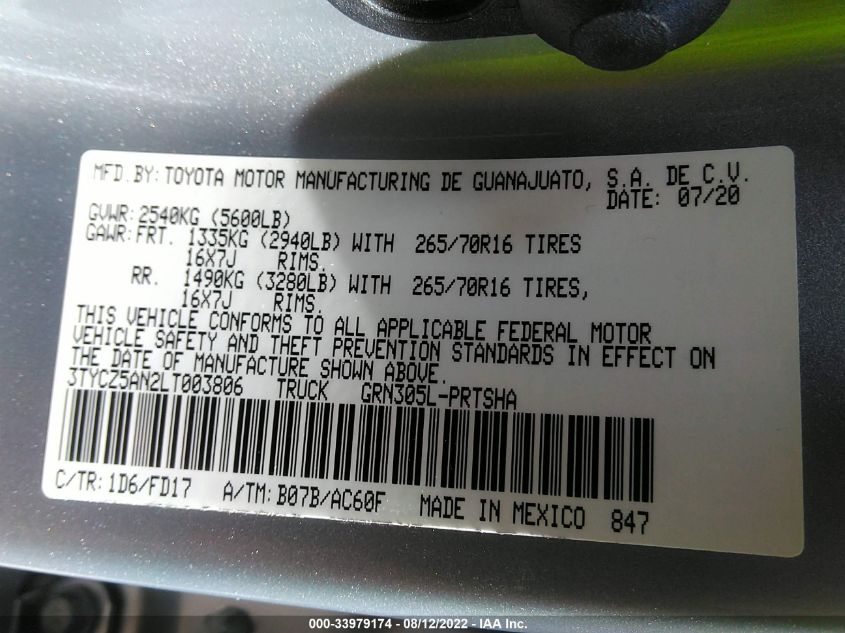 MFD. BY: TOYOTA MOTOR MANUFACTURING DE GUANAJUATO, S.A. DE C.V.
DATE: 07/20
GVWR: 2540KG (5600LB)
GAWR: FRT. 1335KG (2940LB) WITH 265/70R16 TIRES
16X7J RIMS.
RR. 1490KG (3280LB) WITH 265/70R16 TIRES,
16X7J RIMS.
THIS VEHICLE CONFORMS TO ALL APPLICABLE FEDERAL MOTOR
VEHICLE SAFETY AND THEFT PREVENTION STANDARDS IN EFFECT ON
THE DATE OF MANUFACTURE SHOWN ABOVE.
3TYCZ5AN2LT003806 TRUCK GRN305L-PRTSHA
C/TR: 1D6/FD17 A/TM: B07B/AC60F MADE IN MEXICO 847
000-33979174 - 08/12/2022 - IAA Inc.